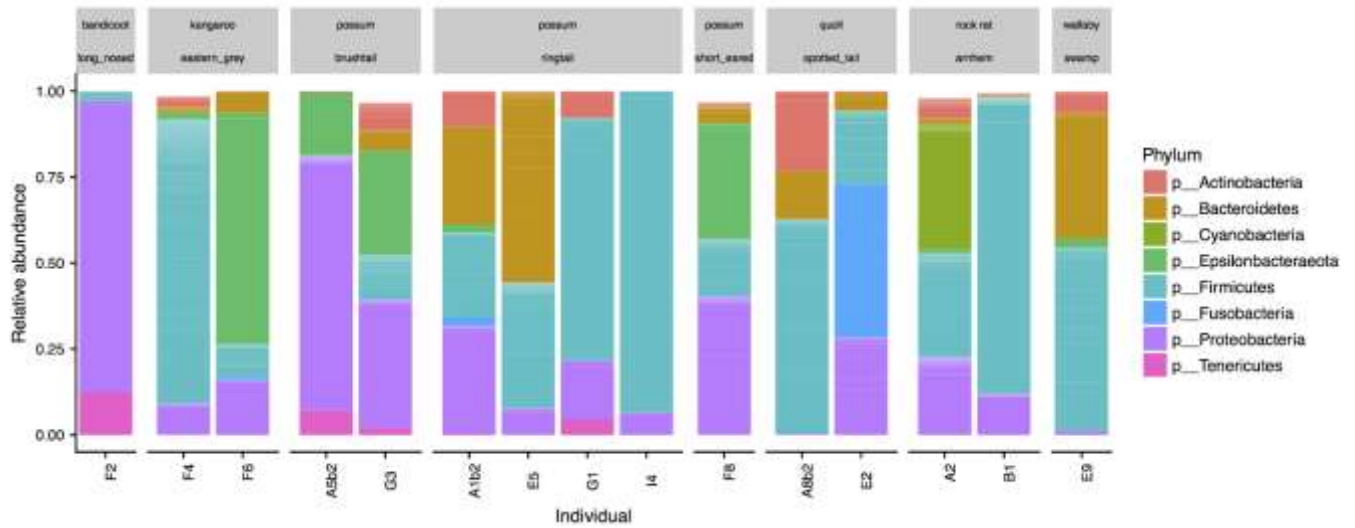 bandicoot kangaroo possum possum possum quoll rock rat wallaby
long_nosed eastern_grey brushtail ringtail short_eared spotted_tail arnhem swamp
1.00
0.75
0.50
0.25
0.00
Relative abundance
F2 F4 F6 A5b2 G3 A1b2 E5 G1 I4 F8 A8b2 E2 A2 B1 E9
Individual
Phylum
p__Actinobacteria
p__Bacteroidetes
p__Cyanobacteria
p__Epsilonbacteraeota
p__Firmicutes
p__Fusobacteria
p__Proteobacteria
p__Tenericutes